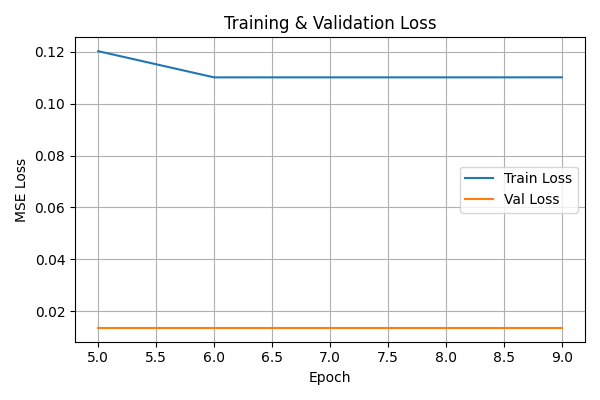 Training & Validation Loss
MSE Loss
0.12
0.10
0.08
0.06
0.04
0.02
Train Loss
Val Loss
5.0 5.5 6.0 6.5 7.0 7.5 8.0 8.5 9.0
Epoch